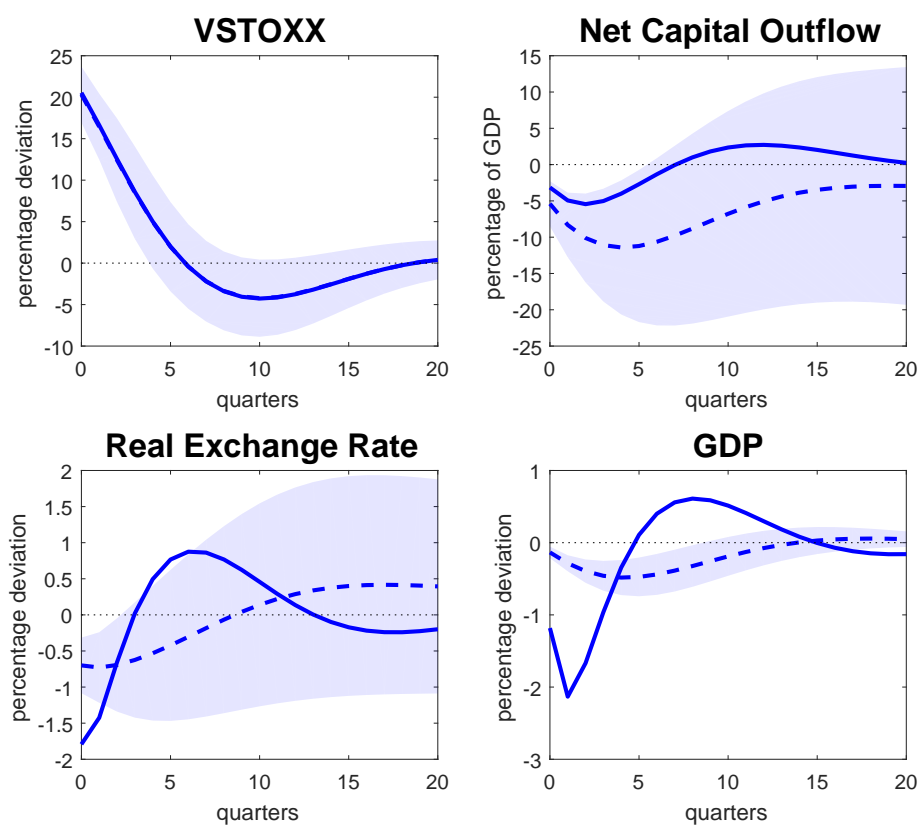 VSTOXX
25
20
15
10
5
0
-5
-10
percentage deviation
0 5 10 15 20
quarters
Net Capital Outflow
15
10
5
0
-5
-10
-15
-20
-25
percentage of GDP
0 5 10 15 20
quarters
Real Exchange Rate
2
1.5
1
0.5
0
-0.5
-1
-1.5
-2
percentage deviation
0 5 10 15 20
quarters
GDP
1
0
-1
-2
-3
percentage deviation
0 5 10 15 20
quarters